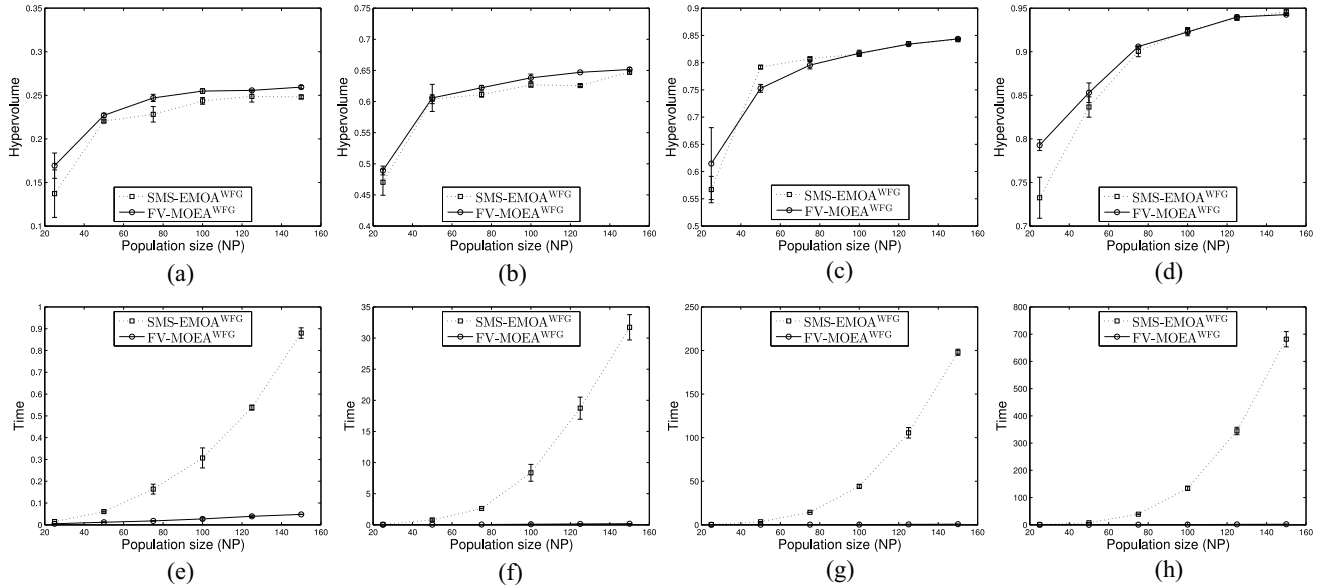 0.35
0.3
0.25
0.2
0.15
0.1
Hypervolume
SMS-EMOA^WFG
FV-MOEA^WFG
20 40 60 80 100 120 140 160
Population size (NP)
(a)
0.75
0.7
0.65
0.6
0.55
0.5
0.45
0.4
Hypervolume
SMS-EMOA^WFG
FV-MOEA^WFG
20 40 60 80 100 120 140 160
Population size (NP)
(b)
0.9
0.85
0.8
0.75
0.7
0.65
0.6
0.55
0.5
Hypervolume
SMS-EMOA^WFG
FV-MOEA^WFG
20 40 60 80 100 120 140 160
Population size (NP)
(c)
0.95
0.9
0.85
0.8
0.75
0.7
Hypervolume
SMS-EMOA^WFG
FV-MOEA^WFG
20 40 60 80 100 120 140 160
Population size (NP)
(d)
1
0.9
0.8
0.7
0.6
0.5
0.4
0.3
0.2
0.1
0
Time
SMS-EMOA^WFG
FV-MOEA^WFG
20 40 60 80 100 120 140 160
Population size (NP)
(e)
35
30
25
20
15
10
5
0
Time
SMS-EMOA^WFG
FV-MOEA^WFG
20 40 60 80 100 120 140 160
Population size (NP)
(f)
250
200
150
100
50
0
Time
SMS-EMOA^WFG
FV-MOEA^WFG
20 40 60 80 100 120 140 160
Population size (NP)
(g)
800
700
600
500
400
300
200
100
0
Time
SMS-EMOA^WFG
FV-MOEA^WFG
20 40 60 80 100 120 140 160
Population size (NP)
(h)